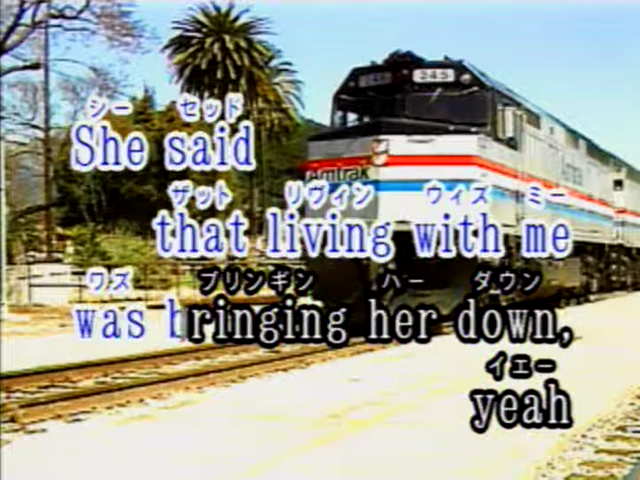 245
Amtrak
Amtrak
シー セッド
She said
ザット リヴィン ウィズ ミー
that living with me
ワズ ブリンギン ハー ダウン
was bringing her down,
イエー
yeah